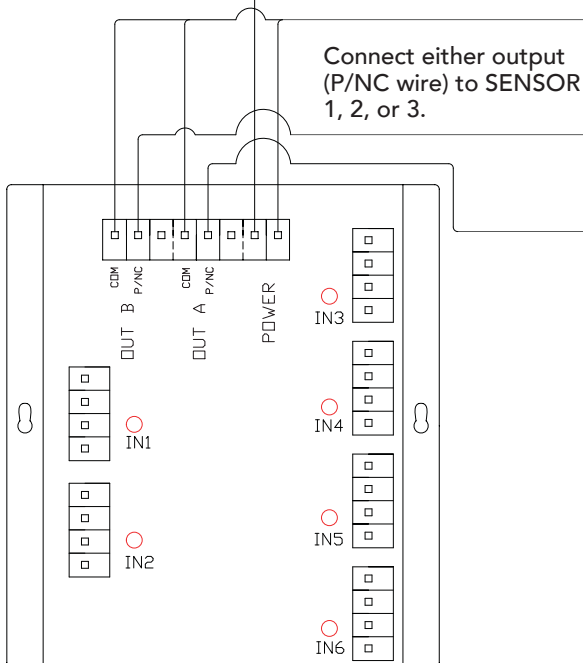 Connect either output
(P/NC wire) to SENSOR
1, 2, or 3.
COM
P/NC
OUT B
COM
P/NC
OUT A
POWER
IN3
IN1
IN4
IN2
IN5
IN6